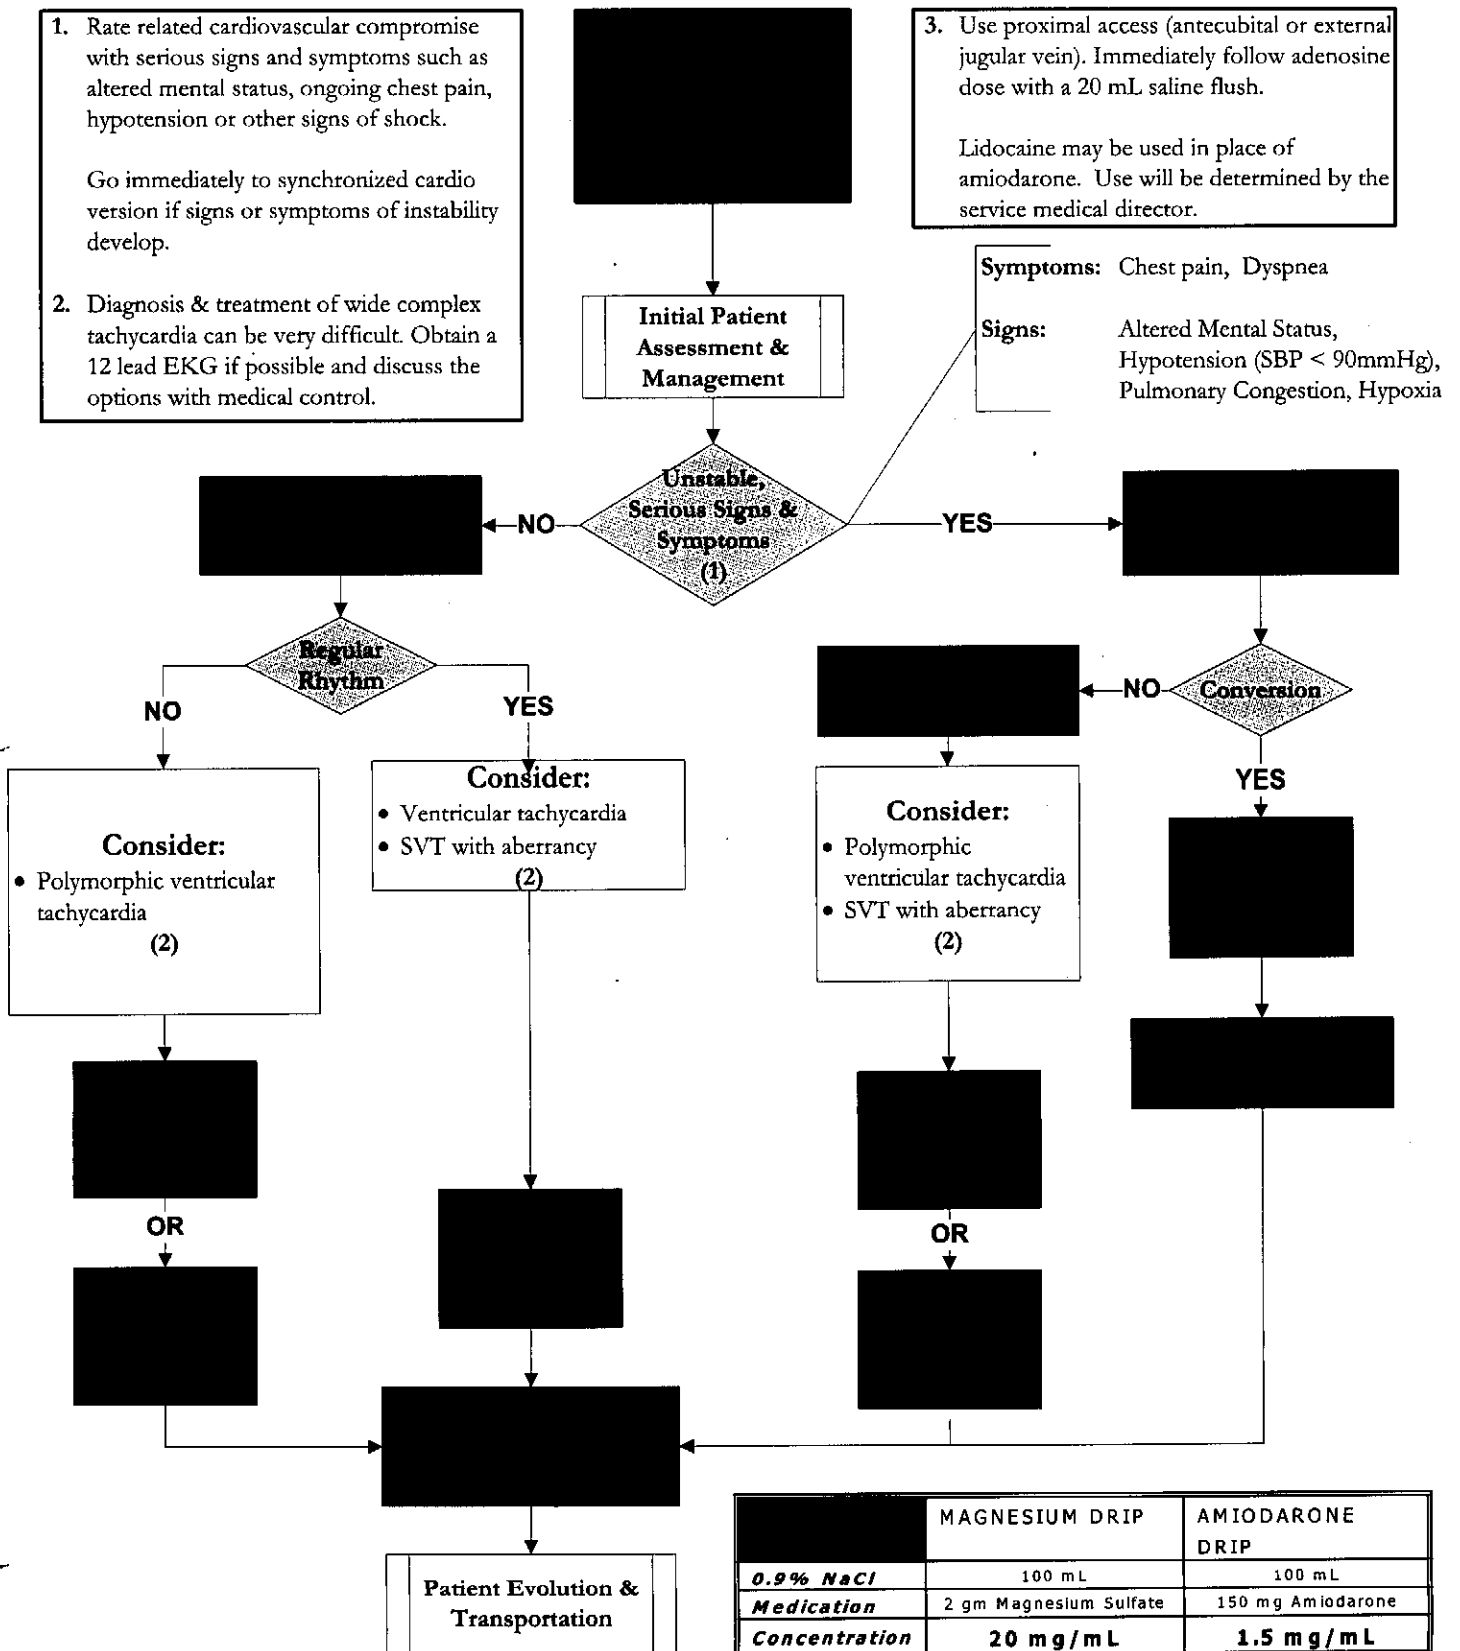 1. Rate related cardiovascular compromise
with serious signs and symptoms such as
altered mental status, ongoing chest pain,
hypotension or other signs of shock.
Go immediately to synchronized cardio
version if signs or symptoms of instability
develop.
2. Diagnosis & treatment of wide complex
tachycardia can be very difficult. Obtain a
12 lead EKG if possible and discuss the
options with medical control.
3. Use proximal access (antecubital or external
jugular vein). Immediately follow adenosine
dose with a 20 mL saline flush.
Lidocaine may be used in place of
amiodarone. Use will be determined by the
service medical director.
Symptoms: Chest pain, Dyspnea
Signs: Altered Mental Status,
Hypotension (SBP < 90mmHg),
Pulmonary Congestion, Hypoxia
Initial Patient
Assessment &
Management
Unstable,
Serious Signs &
Symptoms
(1)
NO
YES
Regular
Rhythm
NO
YES
Conversion
NO
YES
Consider:
• Polymorphic ventricular
tachycardia
(2)
Consider:
• Ventricular tachycardia
• SVT with aberrancy
(2)
Consider:
• Polymorphic
ventricular tachycardia
• SVT with aberrancy
(2)
OR
OR
Patient Evolution &
Transportation
MAGNESIUM DRIP AMIODARONE
DRIP
0.9% NaCl 100 mL 100 mL
Medication 2 gm Magnesium Sulfate 150 mg Amiodarone
Concentration 20 mg/mL 1.5 mg/mL